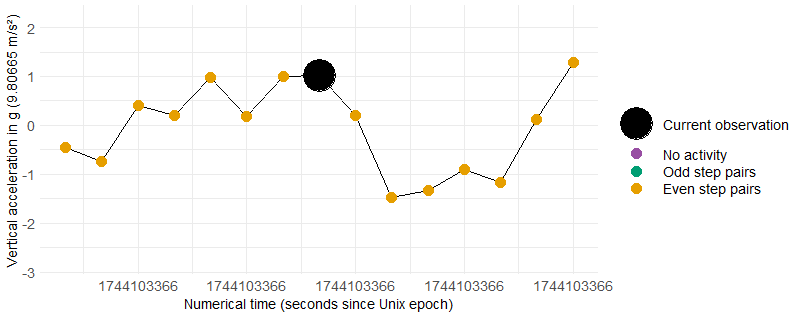 Vertical acceleration in g (9.80665 m/s²)
2
1
0
-1
-2
-3
1744103366 1744103366 1744103366 1744103366 1744103366
Numerical time (seconds since Unix epoch)
Current observation
No activity
Odd step pairs
Even step pairs